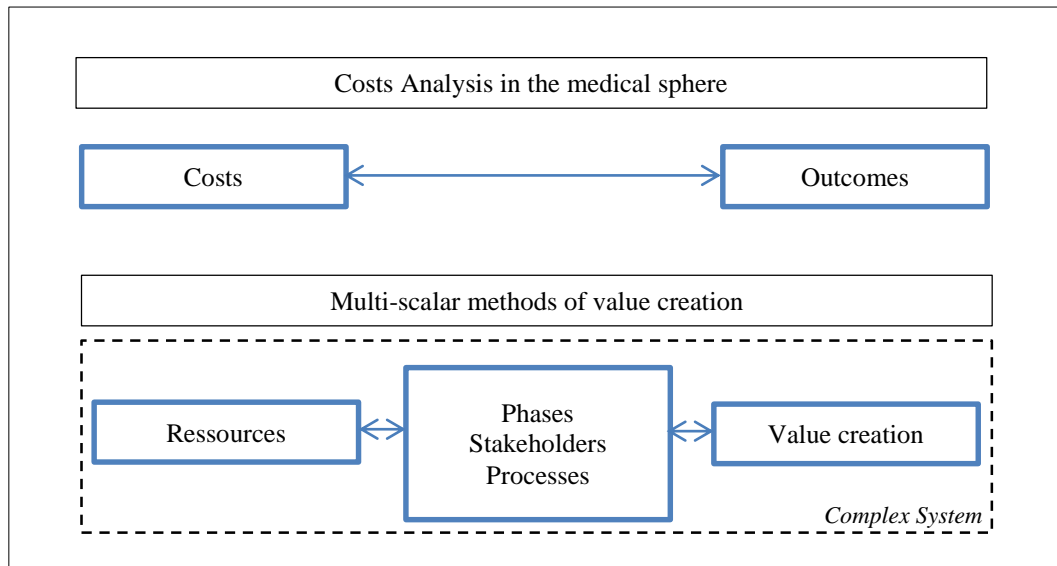 Costs Analysis in the medical sphere
Costs
Outcomes
Multi-scalar methods of value creation
Ressources
Phases
Stakeholders
Processes
Value creation
Complex System